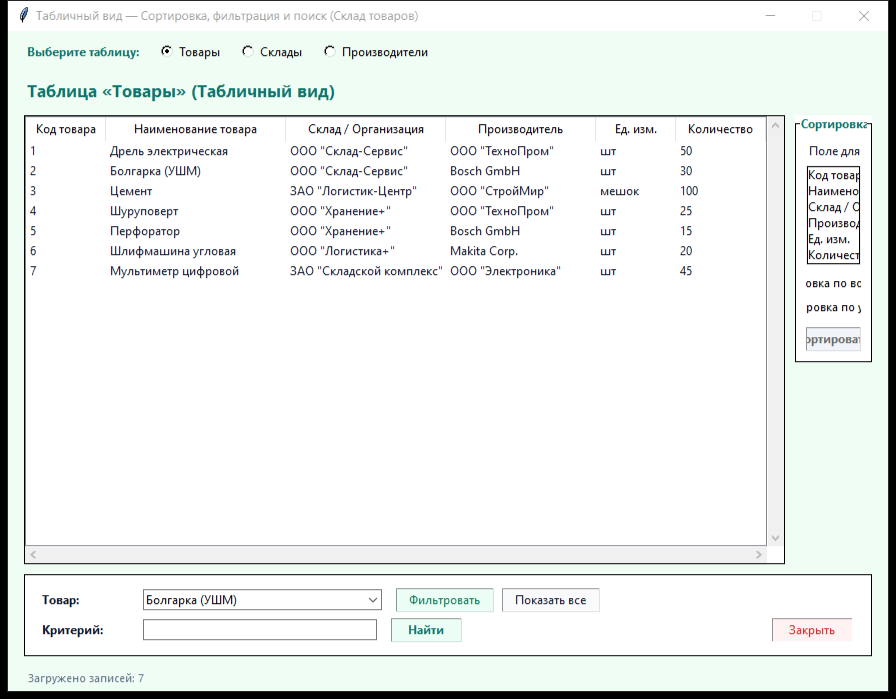 Табличный вид — Сортировка, фильтрация и поиск (Склад товаров)
Выберите таблицу: Товары Склады Производители
Таблица «Товары» (Табличный вид)
Код товара Наименование товара Склад / Организация Производитель Ед. изм. Количество
1 Дрель электрическая ООО "Склад-Сервис" ООО "ТехноПром" шт 50
2 Болгарка (УШМ) ООО "Склад-Сервис" Bosch GmbH шт 30
3 Цемент ЗАО "Логистик-Центр" ООО "СтройМир" мешок 100
4 Шуруповерт ООО "Хранение+" ООО "ТехноПром" шт 25
5 Перфоратор ООО "Хранение+" Bosch GmbH шт 15
6 Шлифмашина угловая ООО "Логистика+" Makita Corp. шт 20
7 Мультиметр цифровой ЗАО "Складской комплекс" ООО "Электроника" шт 45
Сортировка
Поле для
Код товар
Наимено
Склад / О
Производ
Ед. изм.
Количест
овка по вс
ровка по у
ортироват
Товар: Болгарка (УШМ) Фильтровать Показать все
Критерий: Найти Закрыть
Загружено записей: 7